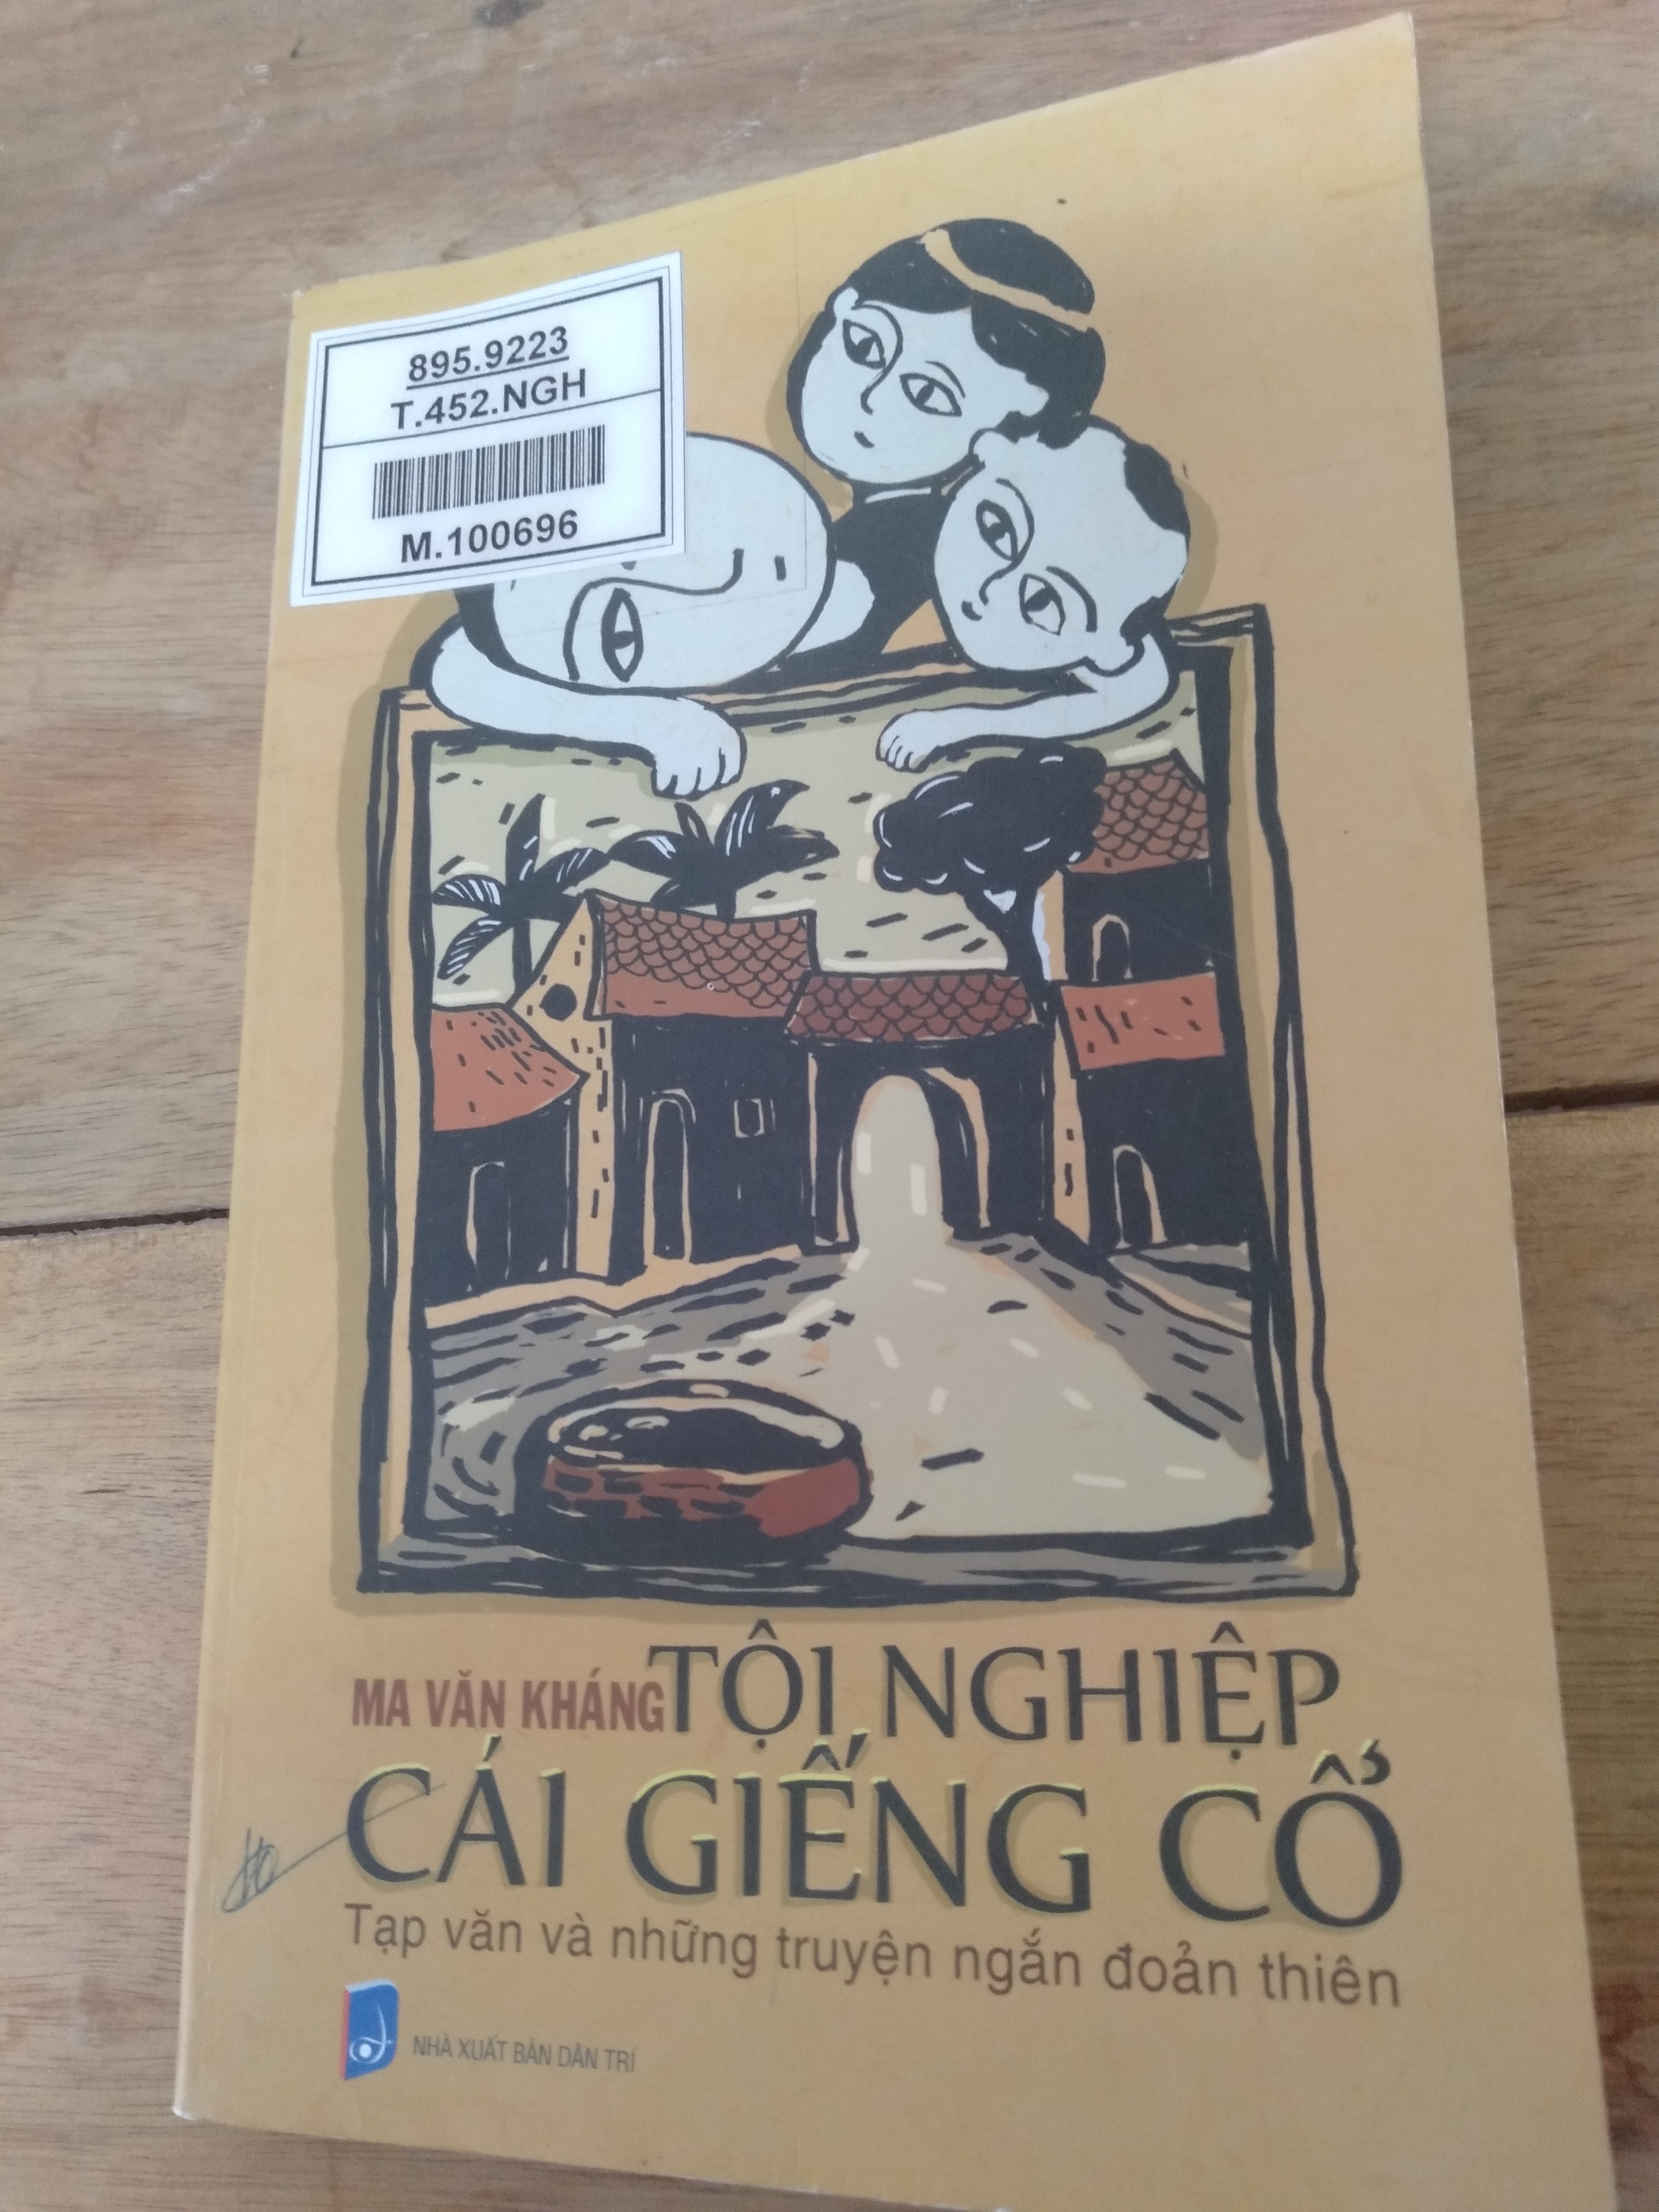 895.9223
T.452.NGH
M.100696
MA VĂN KHÁNG TỘI NGHIỆP
CÁI GIẾNG CỔ
Tạp văn và những truyện ngắn đoản thiên
NHÀ XUẤT BẢN DÂN TRÍ